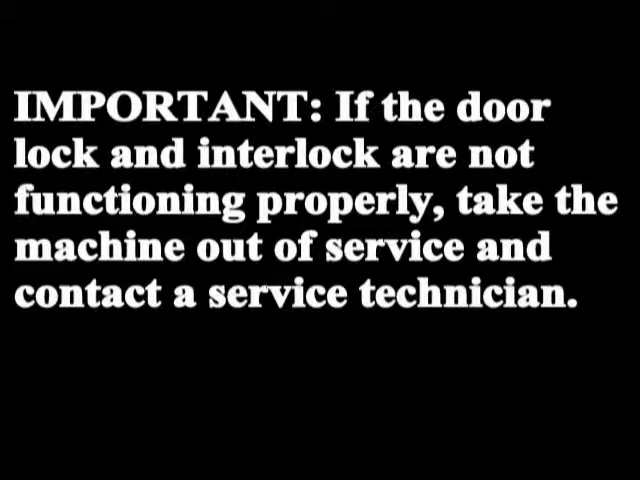 IMPORTANT: If the door
lock and interlock are not
functioning properly, take the
machine out of service and
contact a service technician.